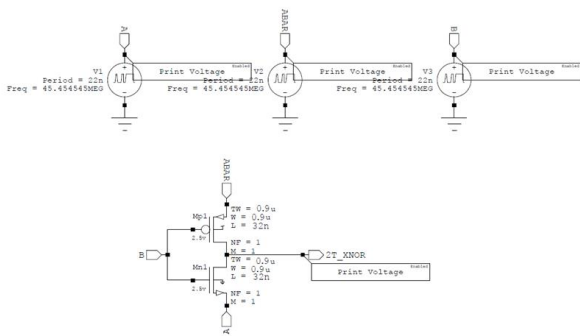 A
ABAR
B
Enabled
Enabled
Enabled
V1
Print Voltage
V2
Print Voltage
V3
Print Voltage
Period = 22n
Period = 22n
Period = 22n
Freq = 45.454545MEG
Freq = 45.454545MEG
Freq = 45.454545MEG
ABAR
Mp1
TW = 0.9u
W = 0.9u
L = 32n
2.5v
NF = 1
M = 1
B
2T_XNOR
TW = 0.9u
Mn1
W = 0.9u
L = 32n
Enabled
Print Voltage
2.5v
NF = 1
M = 1
A